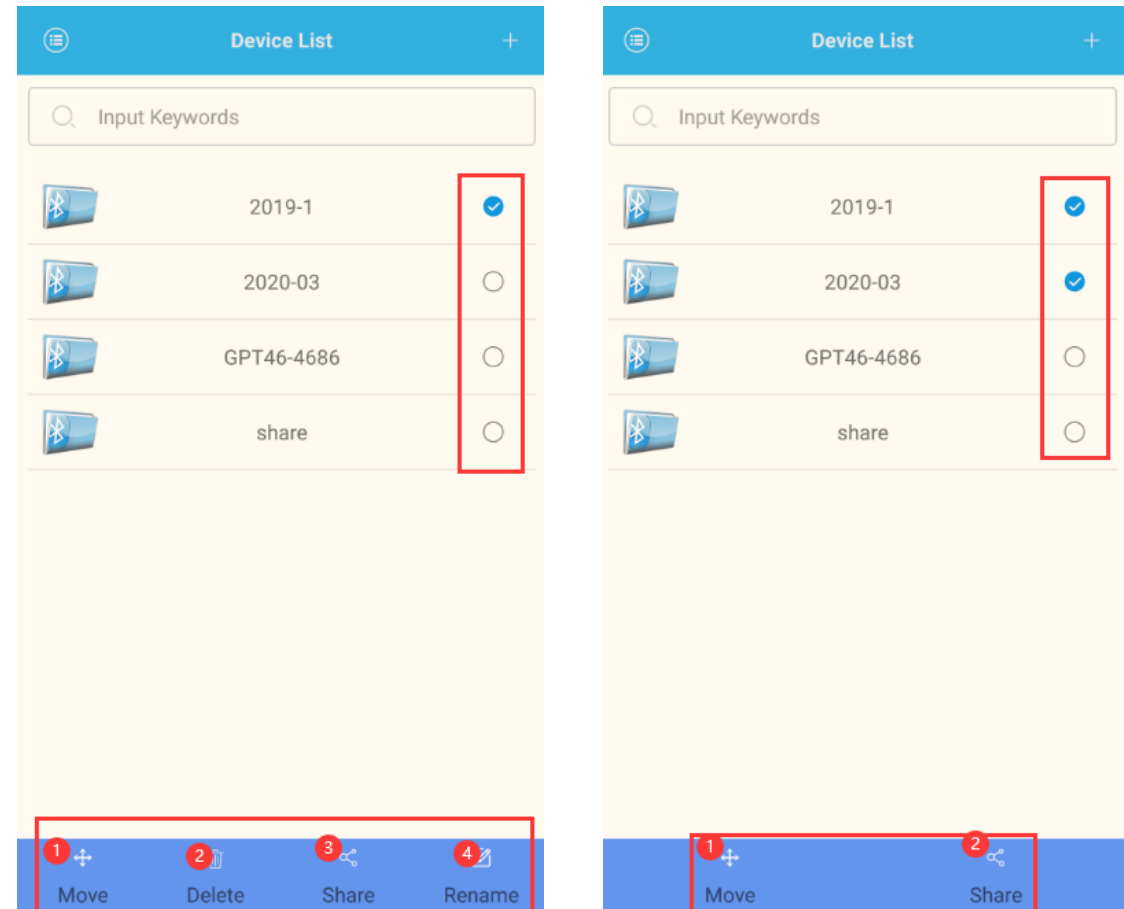 Device List +
Input Keywords
2019-1
2020-03
GPT46-4686
share
1 2 3 4
Move Delete Share Rename
Device List +
Input Keywords
2019-1
2020-03
GPT46-4686
share
1 2
Move Share